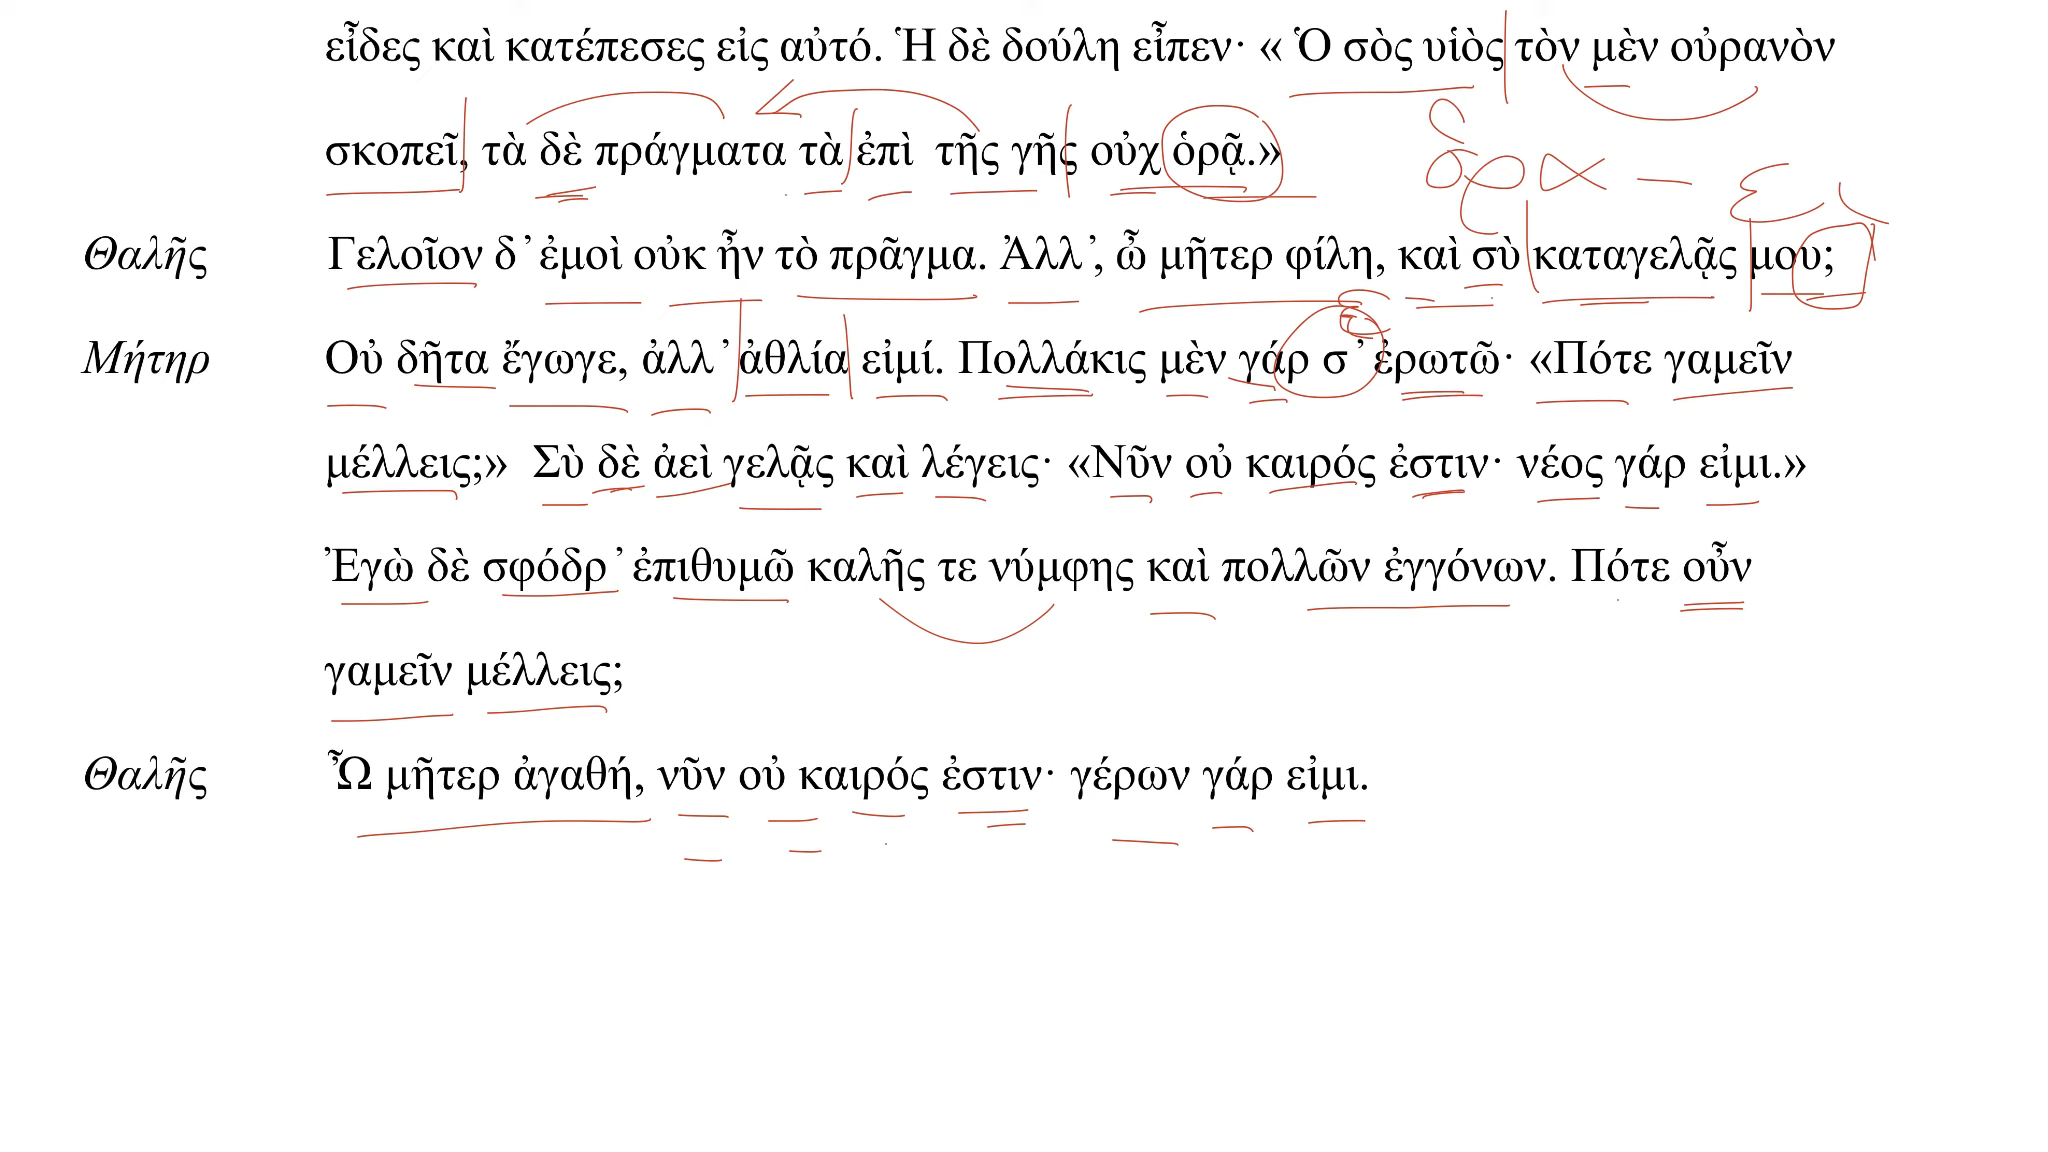 εἶδες καὶ κατέπεσες εἰς αὐτό. Ἡ δὲ δούλη εἶπεν· « Ὁ σὸς υἱὸς τὸν μὲν οὐρανὸν
σκοπεῖ, τὰ δὲ πράγματα τὰ ἐπὶ τῆς γῆς οὐχ ὁρᾷ.»
ὁρα - ει
Θαλῆς Γελοῖον δ’ ἐμοὶ οὐκ ἦν τὸ πρᾶγμα. Ἀλλ’, ὦ μῆτερ φίλη, καὶ σὺ καταγελᾷς μου;
Μήτηρ Οὐ δῆτα ἔγωγε, ἀλλ’ ἀθλία εἰμί. Πολλάκις μὲν γάρ σ’ ἐρωτῶ· «Πότε γαμεῖν
μέλλεις;» Σὺ δὲ ἀεὶ γελᾷς καὶ λέγεις· «Νῦν οὐ καιρός ἐστιν· νέος γάρ εἰμι.»
Ἐγὼ δὲ σφόδρ’ ἐπιθυμῶ καλῆς τε νύμφης καὶ πολλῶν ἐγγόνων. Πότε οὖν
γαμεῖν μέλλεις;
Θαλῆς Ὦ μῆτερ ἀγαθή, νῦν οὐ καιρός ἐστιν· γέρων γάρ εἰμι.